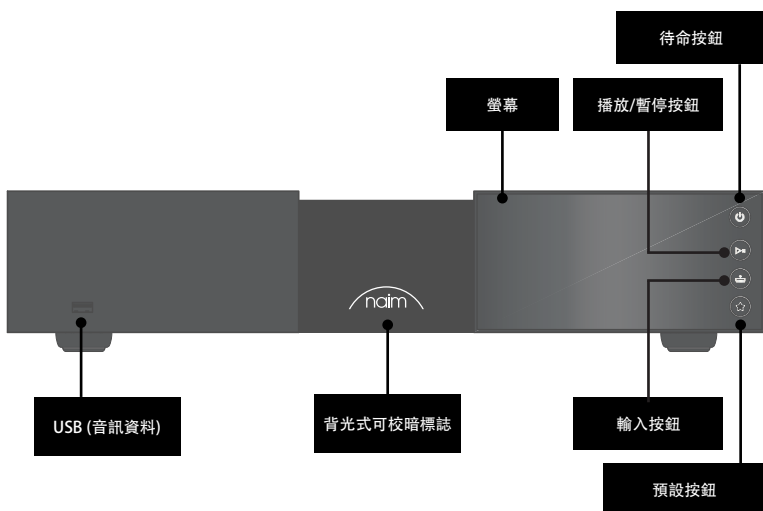 待命按鈕
螢幕
播放/暫停按鈕
naim
USB (音訊資料)
背光式可校暗標誌
輸入按鈕
預設按鈕